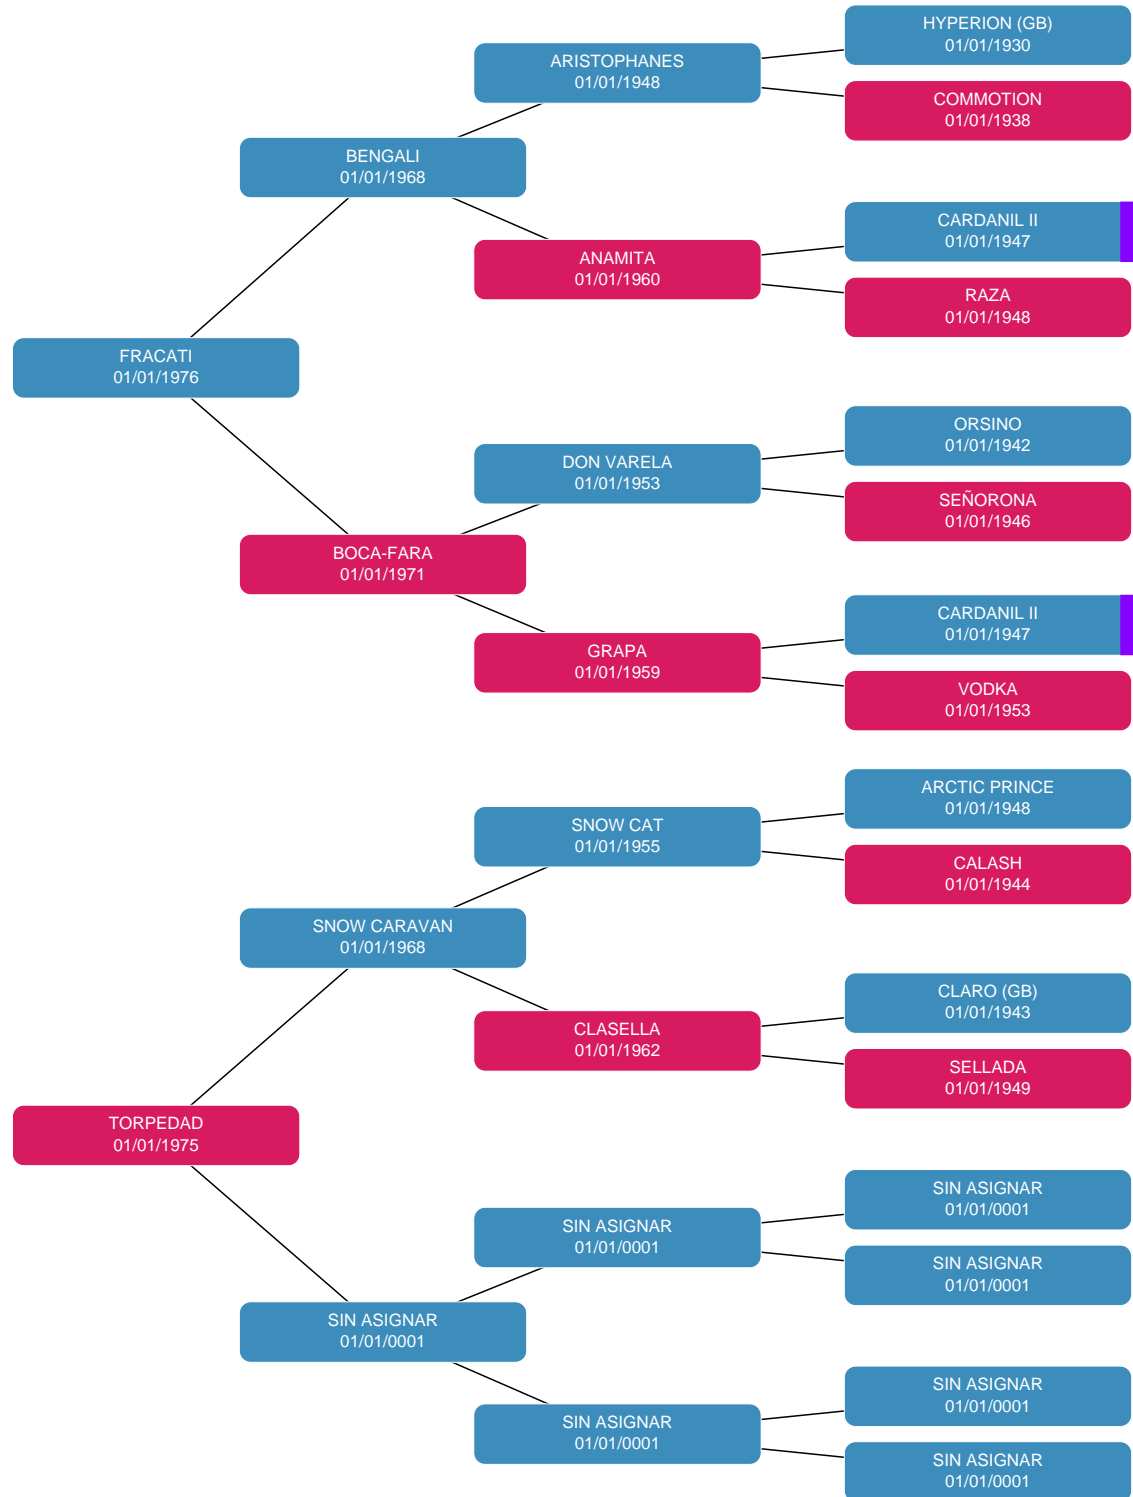 HYPERION (GB)
01/01/1930
ARISTOPHANES
01/01/1948
COMMOTION
01/01/1938
BENGALI
01/01/1968
CARDANIL II
01/01/1947
ANAMITA
01/01/1960
RAZA
01/01/1948
FRACATI
01/01/1976
ORSINO
01/01/1942
DON VARELA
01/01/1953
SEÑORONA
01/01/1946
BOCA-FARA
01/01/1971
CARDANIL II
01/01/1947
GRAPA
01/01/1959
VODKA
01/01/1953
ARCTIC PRINCE
01/01/1948
SNOW CAT
01/01/1955
CALASH
01/01/1944
SNOW CARAVAN
01/01/1968
CLARO (GB)
01/01/1943
CLASELLA
01/01/1962
SELLADA
01/01/1949
TORPEDAD
01/01/1975
SIN ASIGNAR
01/01/0001
SIN ASIGNAR
01/01/0001
SIN ASIGNAR
01/01/0001
SIN ASIGNAR
01/01/0001
SIN ASIGNAR
01/01/0001
SIN ASIGNAR
01/01/0001
SIN ASIGNAR
01/01/0001